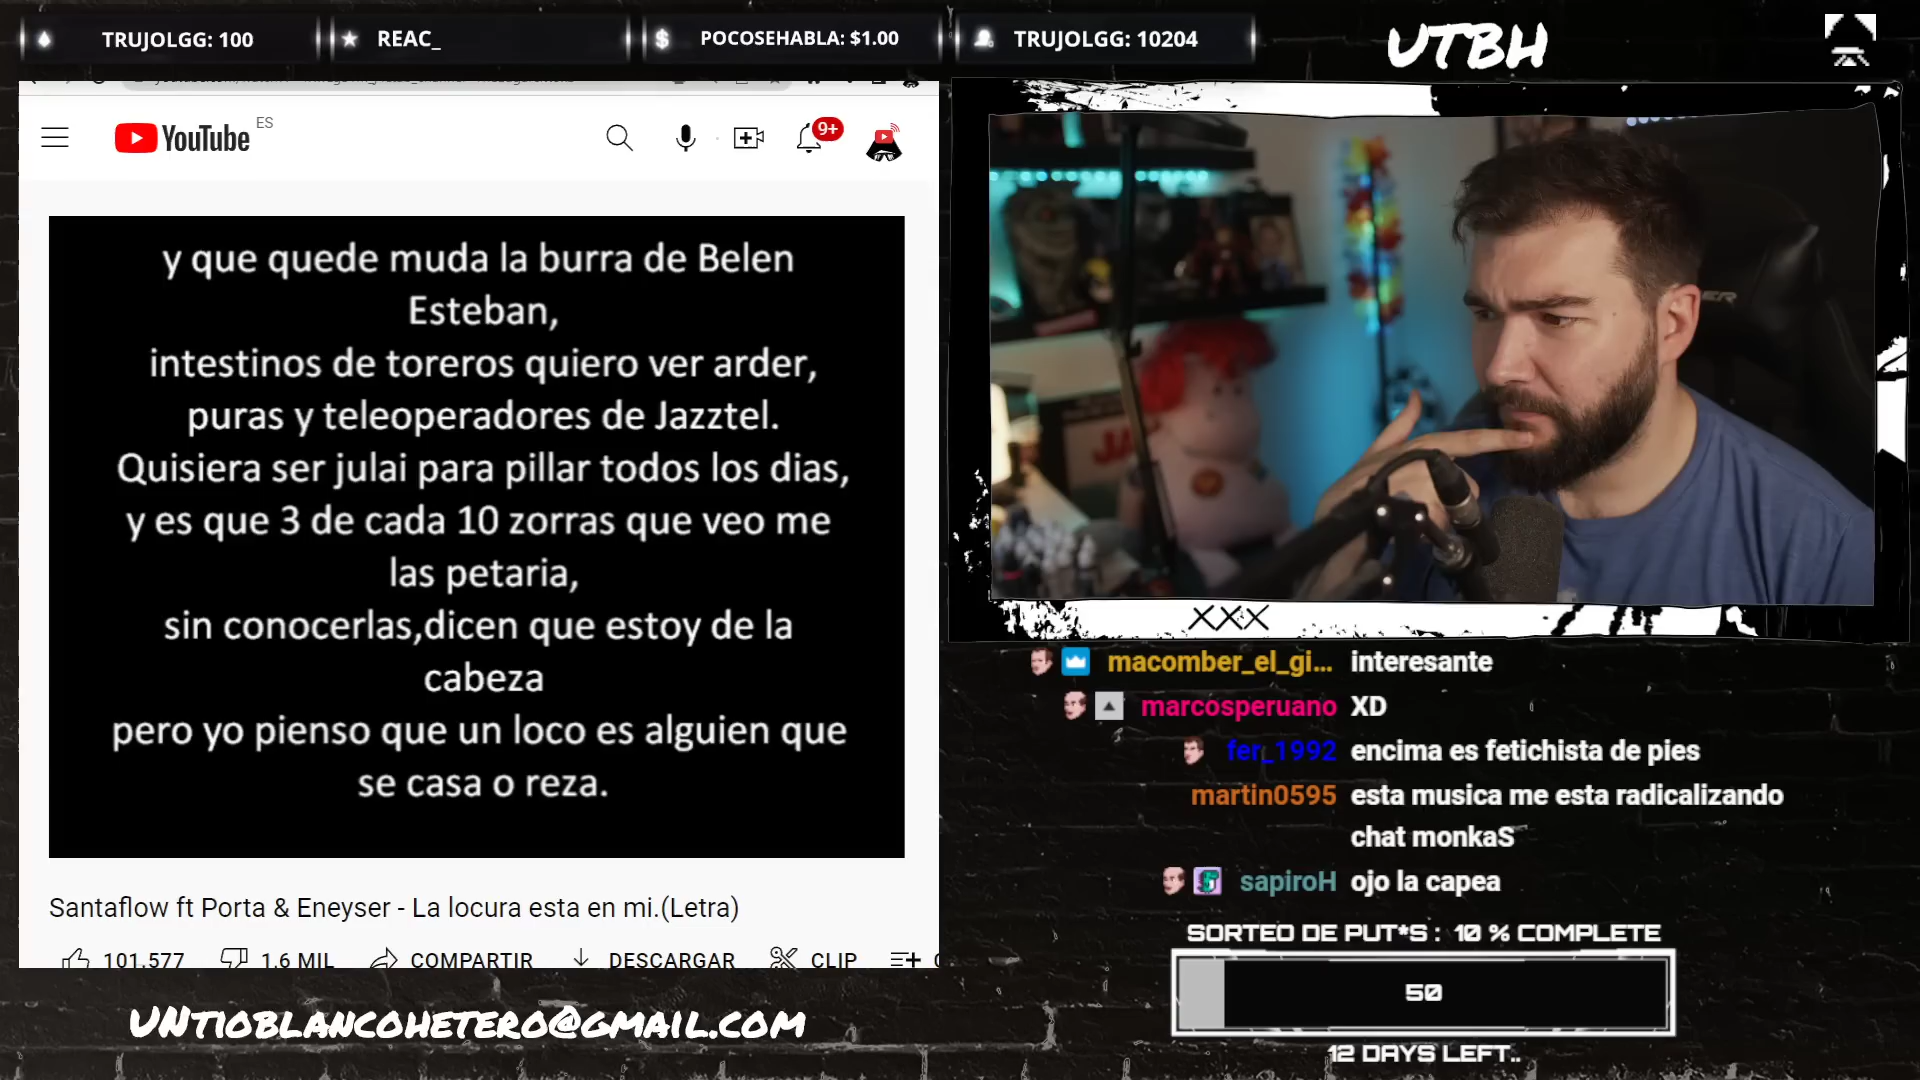 TRUJOLGG: 100
REAC_
POCOSEHABLA: $1.00
TRUJOLGG: 10204
UTBH
YouTube
ES
9+
y que quede muda la burra de Belen
Esteban,
intestinos de toreros quiero ver arder,
puras y teleoperadores de Jazztel.
Quisiera ser julai para pillar todos los dias,
y es que 3 de cada 10 zorras que veo me
las petaria,
sin conocerlas,dicen que estoy de la
cabeza
pero yo pienso que un loco es alguien que
se casa o reza.
Santaflow ft Porta & Eneyser - La locura esta en mi.(Letra)
101.577
1,6 MIL
COMPARTIR
DESCARGAR
CLIP
UNTIOBLANCOHETERO@GMAIL.COM
XXX
macomber_el_gi... interesante
marcosperuano XD
fer_1992 encima es fetichista de pies
martin0595 esta musica me esta radicalizando
chat monkaS
sapiroH ojo la capea
SORTEO DE PUT*S : 10 % COMPLETE
50
12 DAYS LEFT..